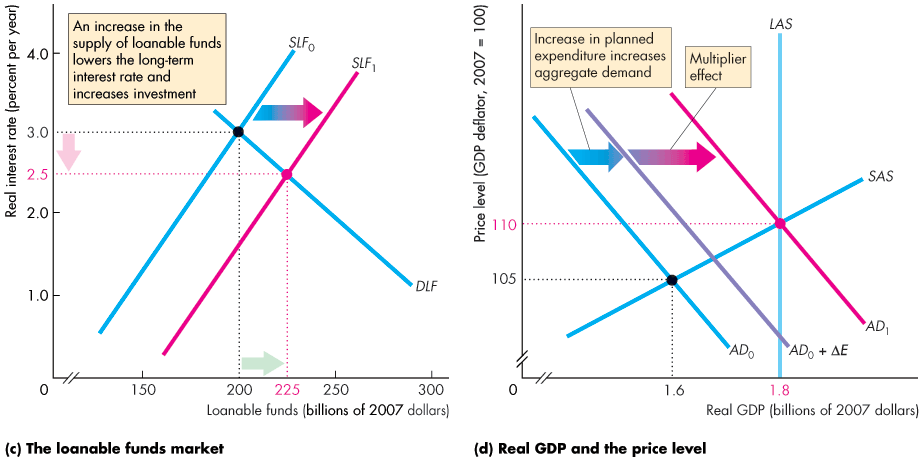 Real interest rate (percent per year)
An increase in the
supply of loanable funds
lowers the long-term
interest rate and
increases investment
SLF0
SLF1
4.0
3.0
2.5
2.0
1.0
0
DLF
150
200
225
250
300
Loanable funds (billions of 2007 dollars)
(c) The loanable funds market
Price level (GDP deflator, 2007 = 100)
Increase in planned
expenditure increases
aggregate demand
Multiplier
effect
LAS
SAS
110
105
AD0
AD0 + ΔE
AD1
0
1.6
1.8
Real GDP (billions of 2007 dollars)
(d) Real GDP and the price level